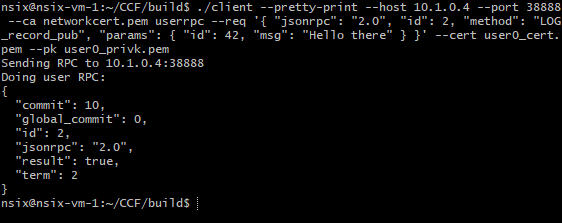 nsix@nsix-vm-1:~/CCF/build$ ./client --pretty-print --host 10.1.0.4 --port 38888
 --ca networkcert.pem userrpc --req '{ "jsonrpc": "2.0", "id": 2, "method": "LOG
_record_pub", "params": { "id": 42, "msg": "Hello there" } }' --cert user0_cert.
pem --pk user0_privk.pem
Sending RPC to 10.1.0.4:38888
Doing user RPC:
{
  "commit": 10,
  "global_commit": 0,
  "id": 2,
  "jsonrpc": "2.0",
  "result": true,
  "term": 2
}
nsix@nsix-vm-1:~/CCF/build$